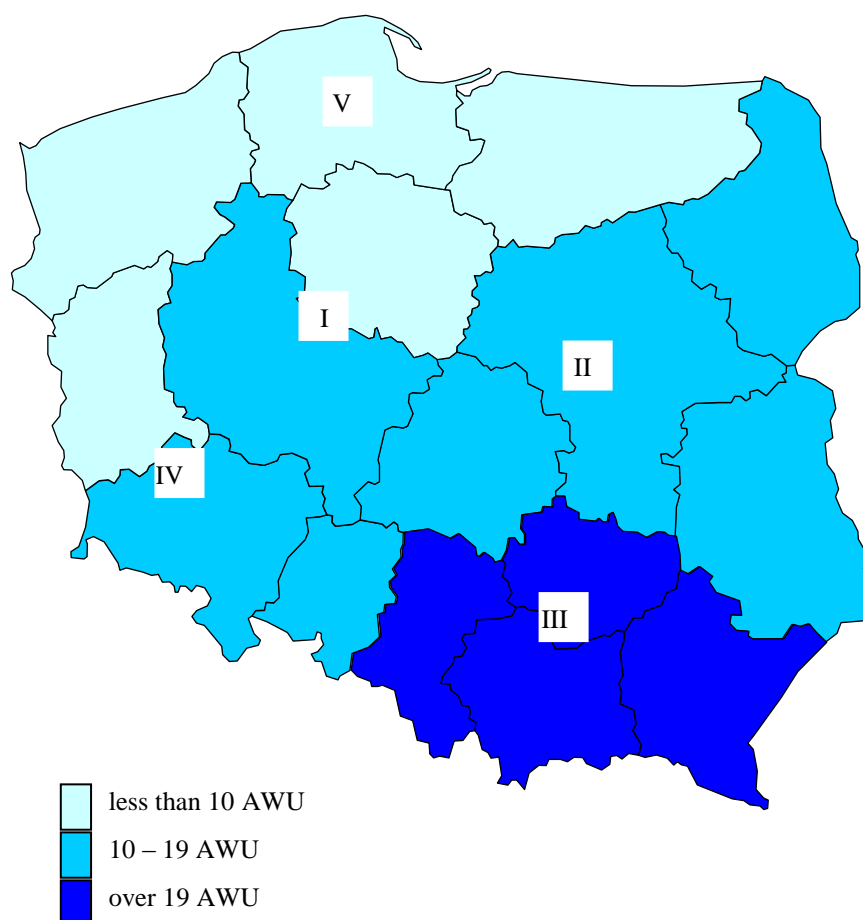 V
I
II
IV
III
less than 10 AWU
10 – 19 AWU
over 19 AWU